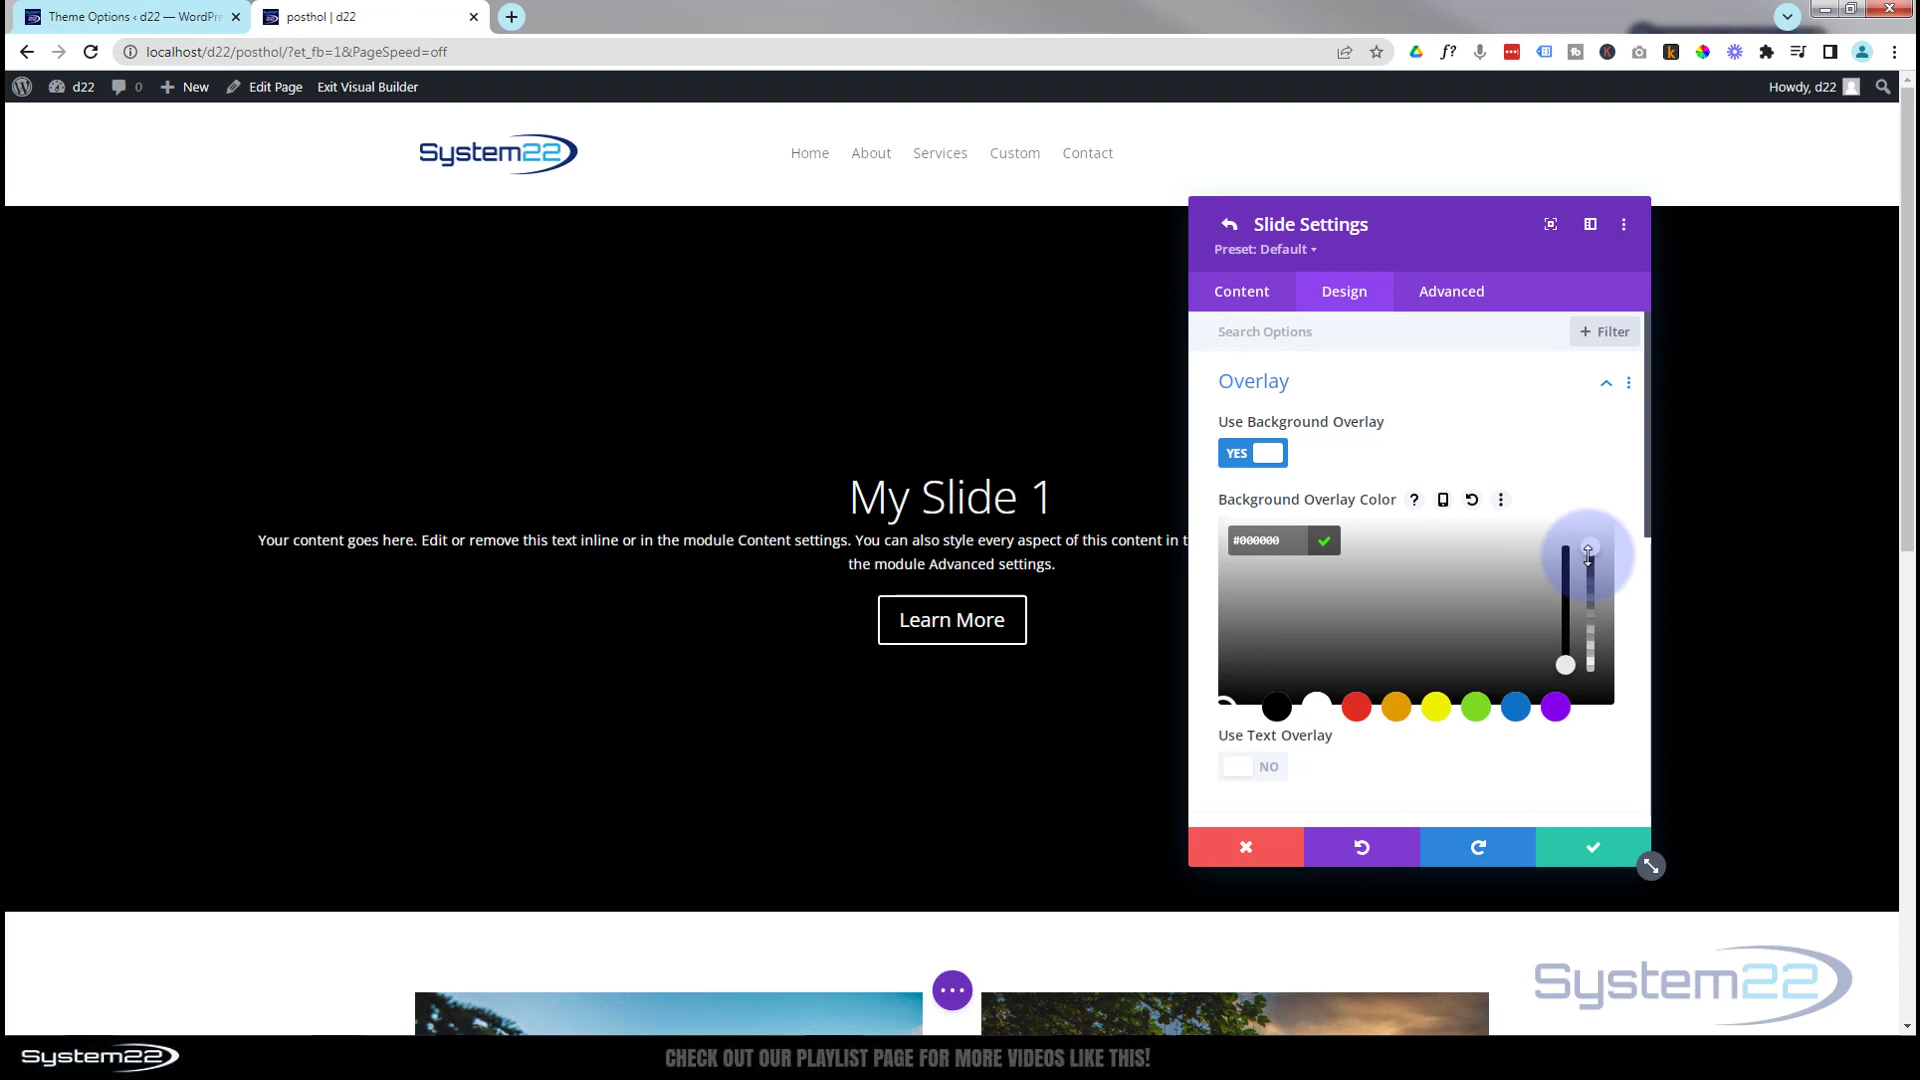 Theme Options ‹ d22 — WordPre
posthol | d22
localhost/d22/posthol/?et_fb=1&PageSpeed=off
d22
0
New
Edit Page
Exit Visual Builder
Howdy, d22
System22
Home
About
Services
Custom
Contact
Slide Settings
Preset: Default
Content
Design
Advanced
Search Options
+ Filter
Overlay
Use Background Overlay
YES
Background Overlay Color
#000000
My Slide 1
Your content goes here. Edit or remove this text inline or in the module Content settings. You can also style every aspect of this content in t
the module Advanced settings.
Learn More
Use Text Overlay
NO
System22
System22
CHECK OUT OUR PLAYLIST PAGE FOR MORE VIDEOS LIKE THIS!